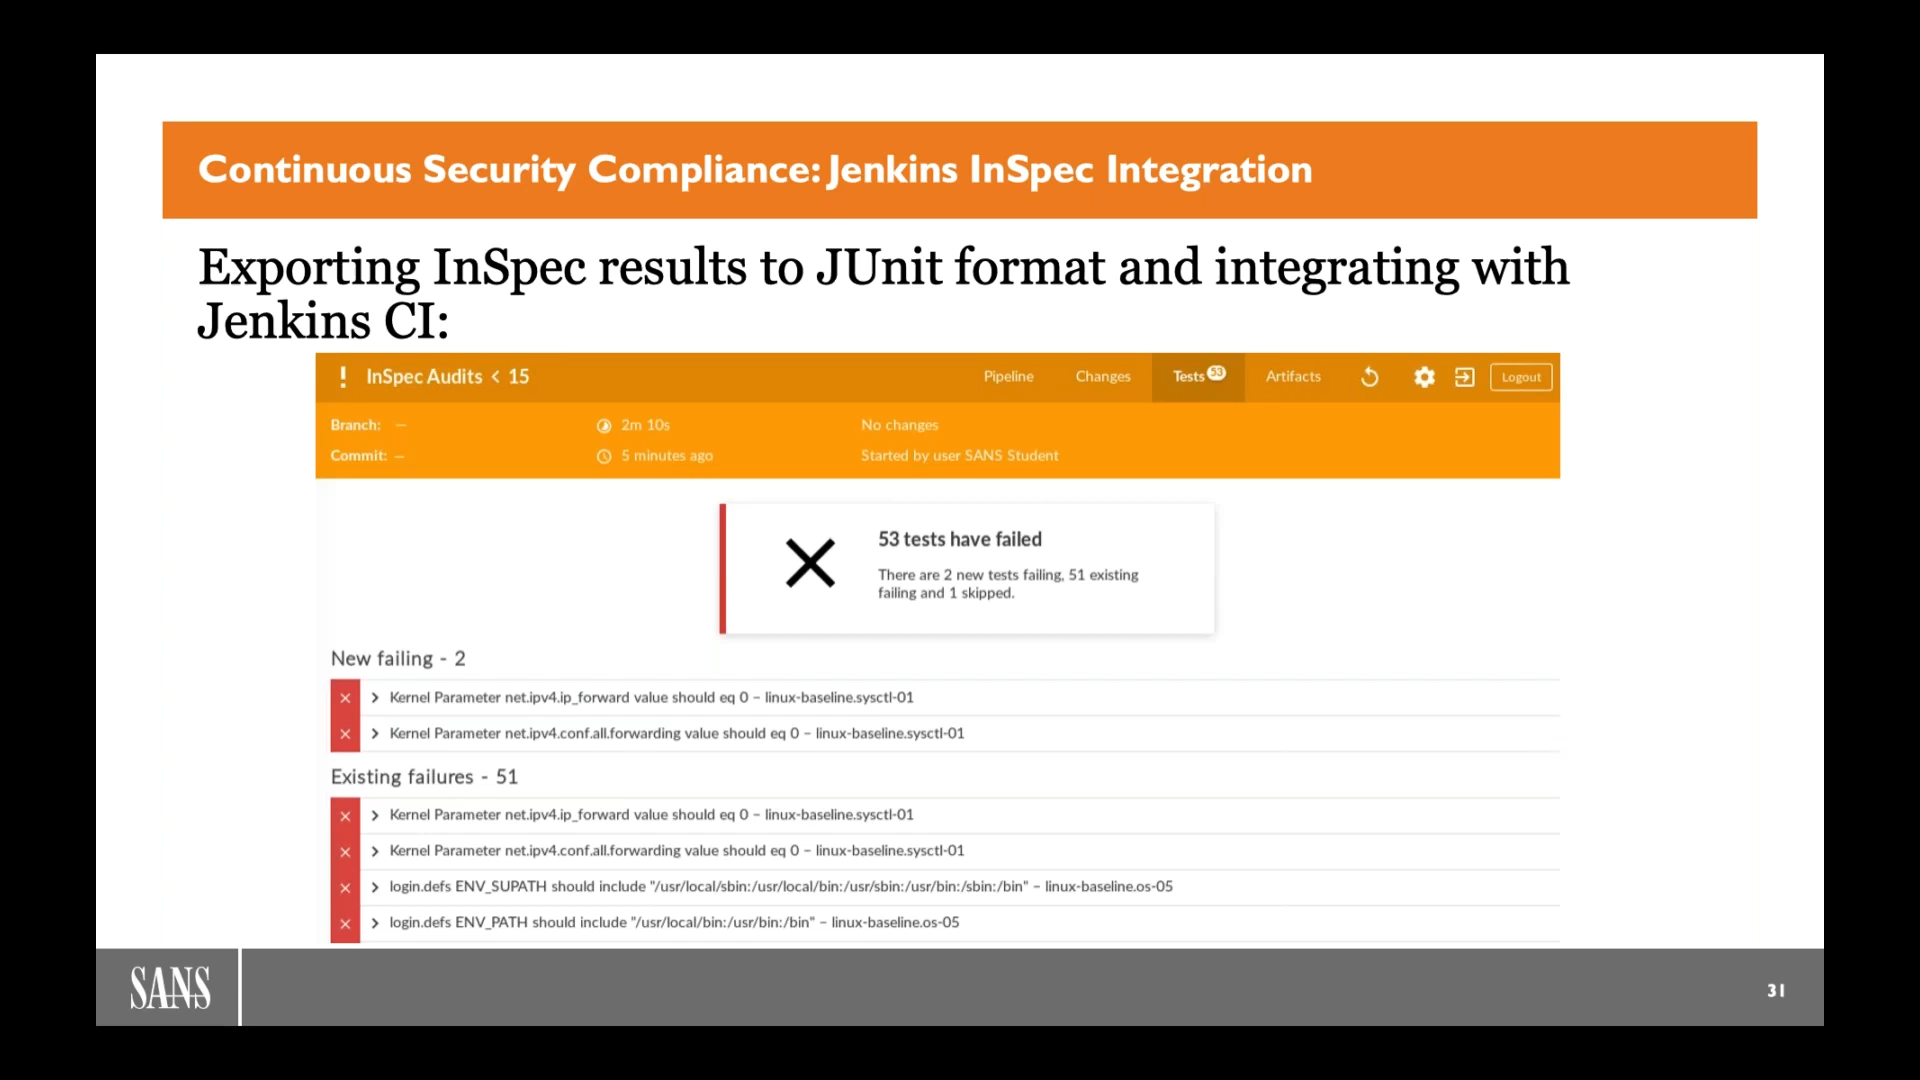 Continuous Security Compliance: Jenkins InSpec Integration
Exporting InSpec results to JUnit format and integrating with
Jenkins CI:
! InSpec Audits < 15
Pipeline
Changes
Tests 53
Artifacts
Logout
Branch: —
2m 10s
No changes
Commit: —
5 minutes ago
Started by user SANS Student
53 tests have failed
There are 2 new tests failing, 51 existing
failing and 1 skipped.
New failing - 2
Kernel Parameter net.ipv4.ip_forward value should eq 0 – linux-baseline.sysctl-01
Kernel Parameter net.ipv4.conf.all.forwarding value should eq 0 – linux-baseline.sysctl-01
Existing failures - 51
Kernel Parameter net.ipv4.ip_forward value should eq 0 – linux-baseline.sysctl-01
Kernel Parameter net.ipv4.conf.all.forwarding value should eq 0 – linux-baseline.sysctl-01
login.defs ENV_SUPATH should include "/usr/local/sbin:/usr/local/bin:/usr/sbin:/usr/bin:/sbin:/bin" – linux-baseline.os-05
login.defs ENV_PATH should include "/usr/local/bin:/usr/bin:/bin" – linux-baseline.os-05
SANS
31